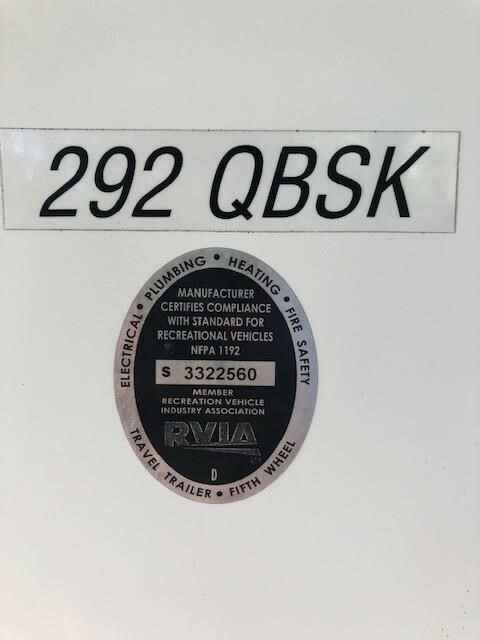 292 QBSK
ELECTRICAL • PLUMBING • HEATING • FIRE SAFETY
MANUFACTURER
CERTIFIES COMPLIANCE
WITH STANDARD FOR
RECREATIONAL VEHICLES
NFPA 1192
S 3322560
MEMBER
RECREATION VEHICLE
INDUSTRY ASSOCIATION
RVIA
D
TRAVEL TRAILER • FIFTH WHEEL